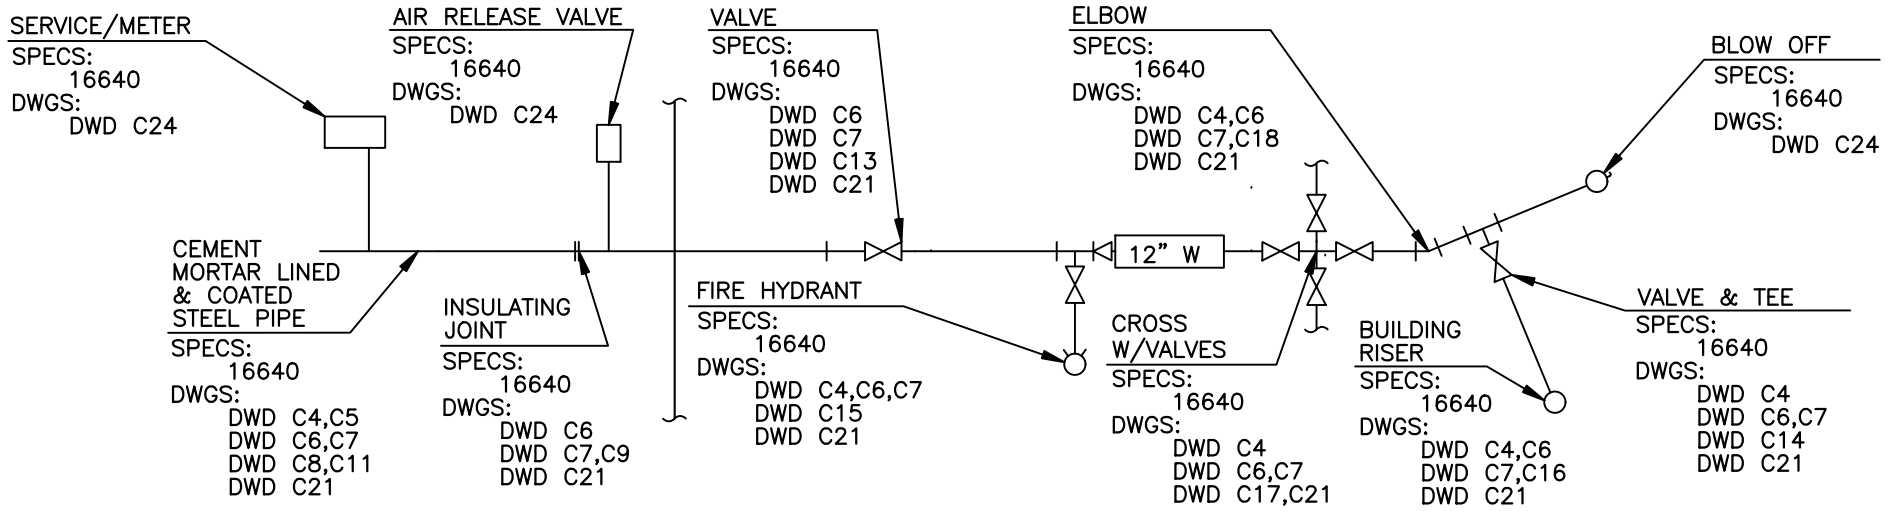 SERVICE/METER
SPECS:
16640
DWGS:
DWD C24
AIR RELEASE VALVE
SPECS:
16640
DWGS:
DWD C24
VALVE
SPECS:
16640
DWGS:
DWD C6
DWD C7
DWD C13
DWD C21
ELBOW
SPECS:
16640
DWGS:
DWD C4,C6
DWD C7,C18
DWD C21
BLOW OFF
SPECS:
16640
DWGS:
DWD C24
12" W
CEMENT
MORTAR LINED
& COATED
STEEL PIPE
SPECS:
16640
DWGS:
DWD C4,C5
DWD C6,C7
DWD C8,C11
DWD C21
INSULATING
JOINT
SPECS:
16640
DWGS:
DWD C6
DWD C7,C9
DWD C21
FIRE HYDRANT
SPECS:
16640
DWGS:
DWD C4,C6,C7
DWD C15
DWD C21
CROSS
W/VALVES
SPECS:
16640
DWGS:
DWD C4
DWD C6,C7
DWD C17,C21
BUILDING
RISER
SPECS:
16640
DWGS:
DWD C4,C6
DWD C7,C16
DWD C21
VALVE & TEE
SPECS:
16640
DWGS:
DWD C4
DWD C6,C7
DWD C14
DWD C21